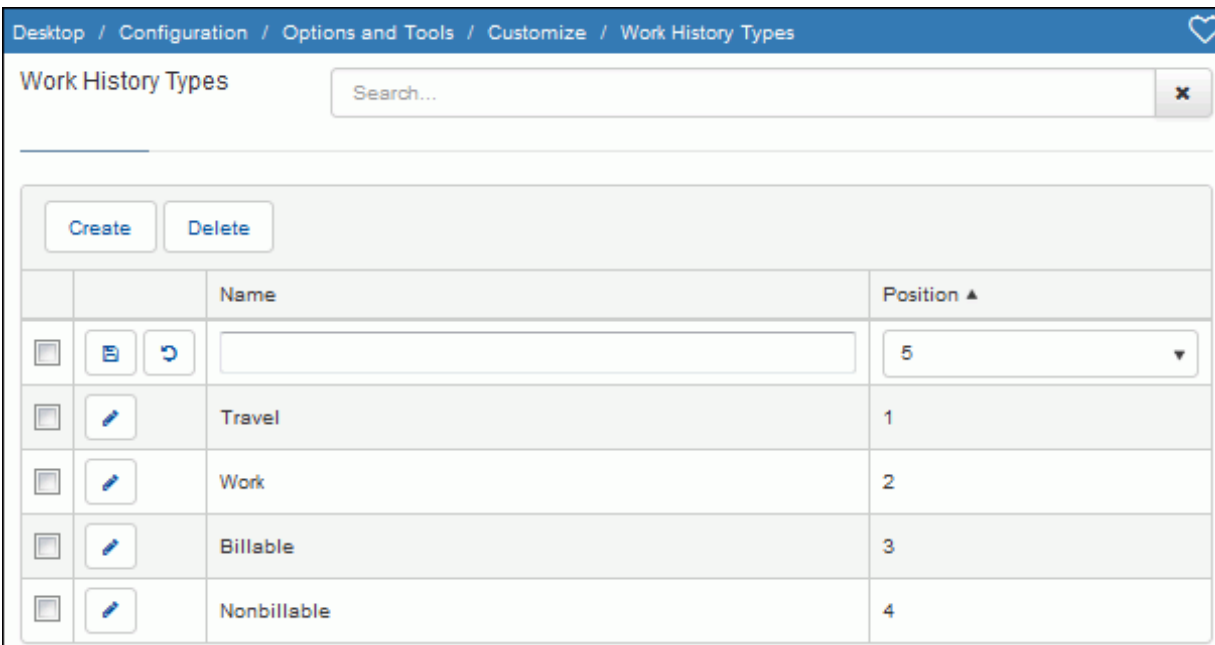 Desktop / Configuration / Options and Tools / Customize / Work History Types
Work History Types
Search...
Create Delete
Name Position ▲
5
Travel 1
Work 2
Billable 3
Nonbillable 4